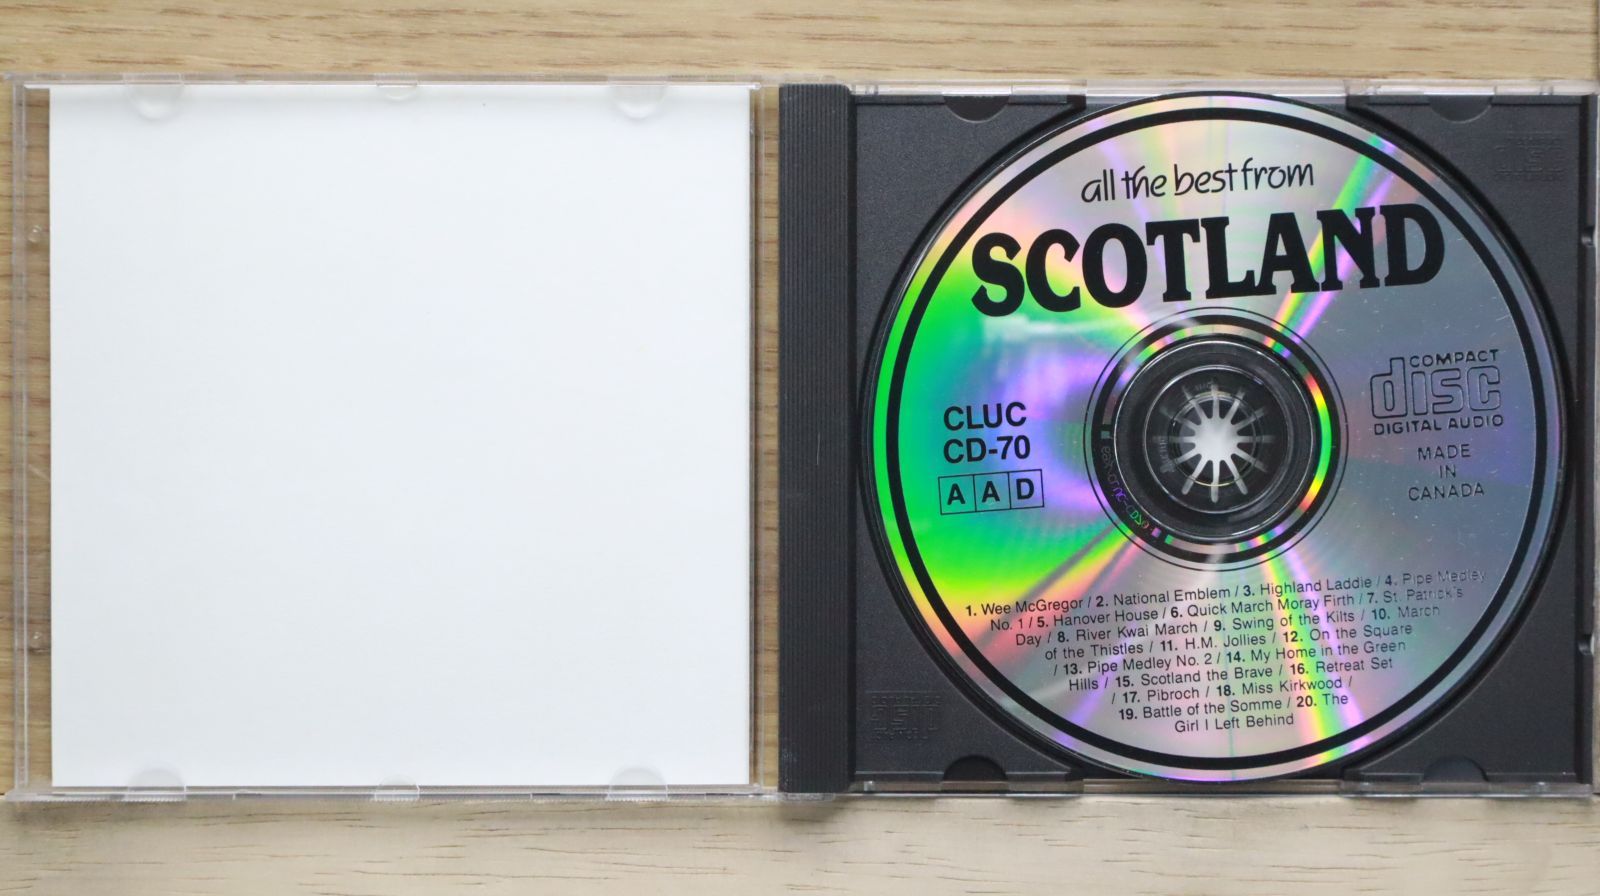 all the best from
SCOTLAND
COMPACT
disc
DIGITAL AUDIO
MADE
IN
CANADA
CLUC
CD-70
A A D
1. Wee McGregor / 2. National Emblem / 3. Highland Laddie / 4. Pipe Medley
No. 1 / 5. Hanover House / 6. Quick March Moray Firth / 7. St. Patrick's
Day / 8. River Kwai March / 9. Swing of the Kilts / 10. March
of the Thistles / 11. H.M. Jollies / 12. On the Square
/ 13. Pipe Medley No. 2 / 14. My Home in the Green
Hills / 15. Scotland the Brave / 16. Retreat Set
/ 17. Pibroch / 18. Miss Kirkwood /
19. Battle of the Somme / 20. The
Girl I Left Behind